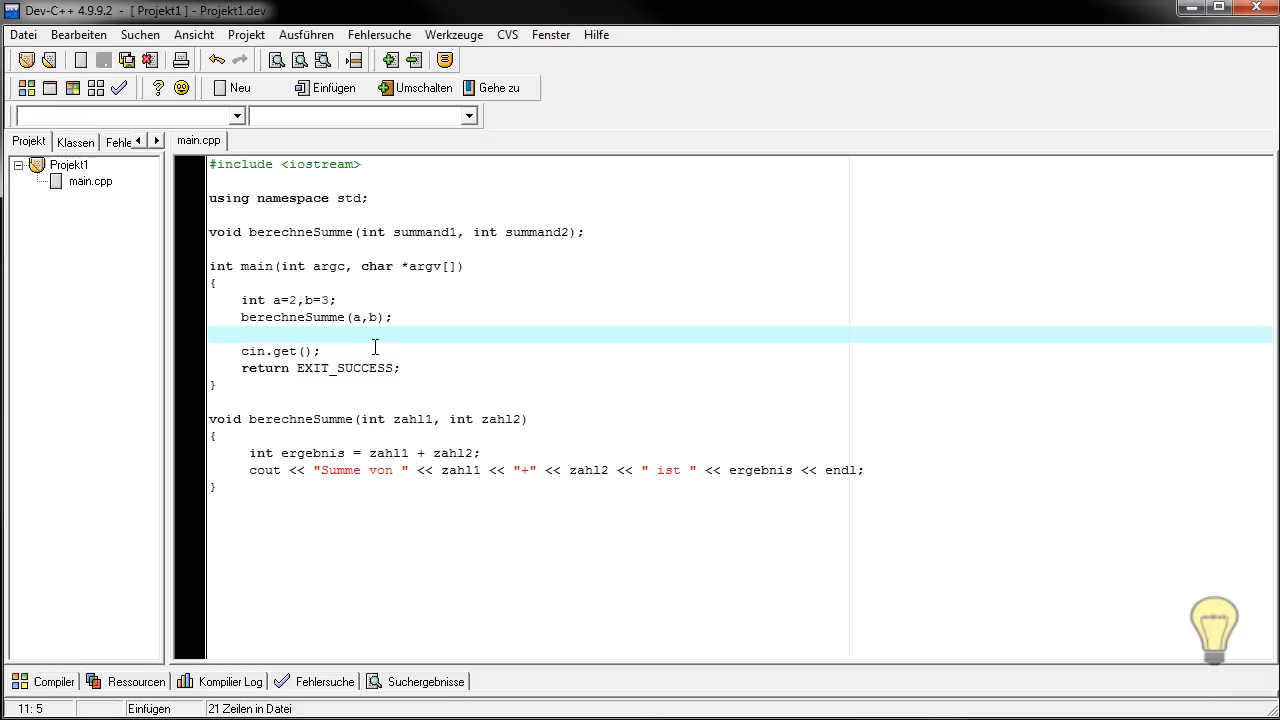 Dev-C++ 4.9.9.2 - [ Projekt1 ] - Projekt1.dev
Datei Bearbeiten Suchen Ansicht Projekt Ausführen Fehlersuche Werkzeuge CVS Fenster Hilfe
Neu Einfügen Umschalten Gehe zu
Projekt Klassen Fehle main.cpp
Projekt1
main.cpp
#include <iostream>
using namespace std;
void berechneSumme(int summand1, int summand2);
int main(int argc, char *argv[])
{
int a=2,b=3;
berechneSumme(a,b);
cin.get();
return EXIT_SUCCESS;
}
void berechneSumme(int zahl1, int zahl2)
{
int ergebnis = zahl1 + zahl2;
cout << "Summe von " << zahl1 << "+" << zahl2 << " ist " << ergebnis << endl;
}
Compiler Ressourcen Kompilier Log Fehlersuche Suchergebnisse
11: 5 Einfügen 21 Zeilen in Datei